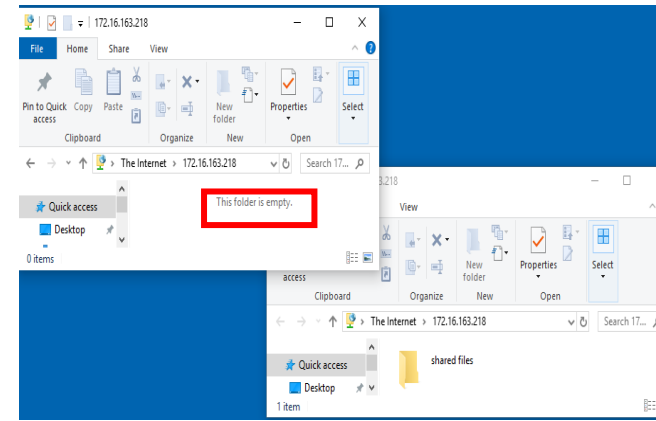 172.16.163.218
File Home Share View
Pin to Quick access Copy Paste New folder Properties Select
Clipboard Organize New Open
The Internet > 172.16.163.218 Search 17...
Quick access
This folder is empty.
Desktop
0 items
3.218
View
access New folder Properties Select
Clipboard Organize New Open
The Internet > 172.16.163.218 Search 17...
Quick access
shared files
Desktop
1 item